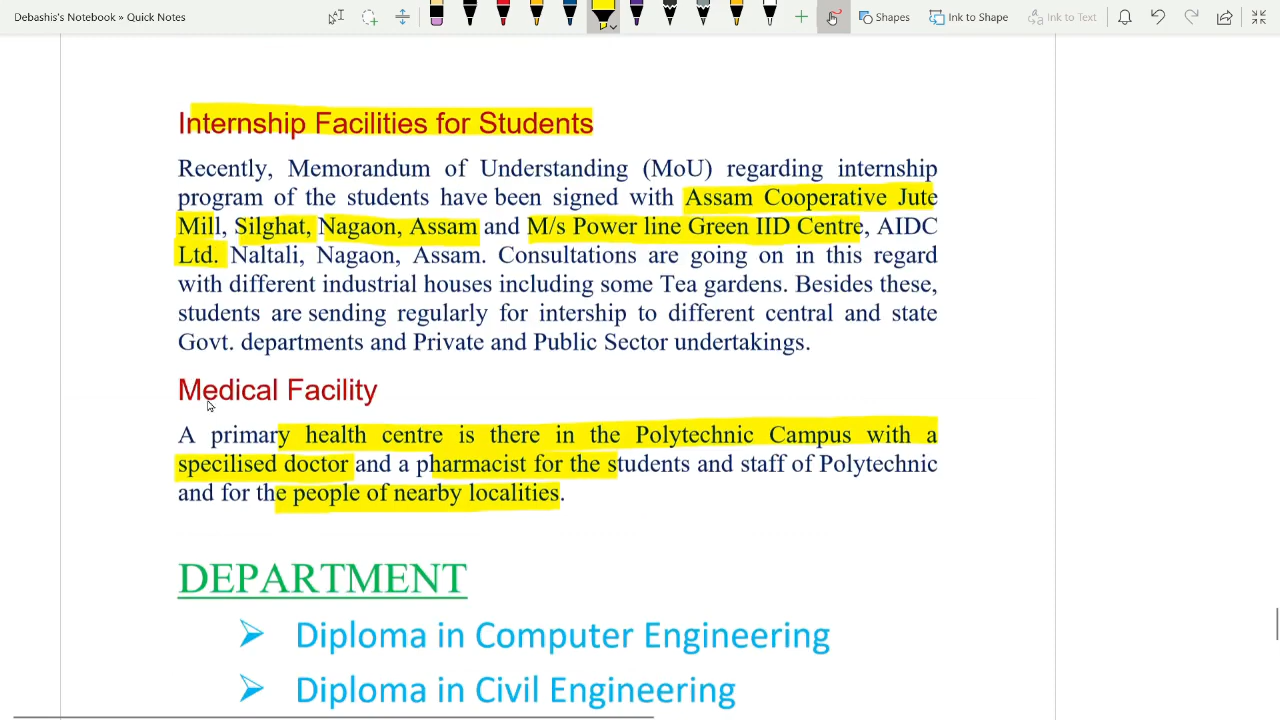 Debashis's Notebook » Quick Notes
Shapes
Ink to Shape
Ink to Text
Internship Facilities for Students
Recently, Memorandum of Understanding (MoU) regarding internship
program of the students have been signed with Assam Cooperative Jute
Mill, Silghat, Nagaon, Assam and M/s Power line Green IID Centre, AIDC
Ltd. Naltali, Nagaon, Assam. Consultations are going on in this regard
with different industrial houses including some Tea gardens. Besides these,
students are sending regularly for intership to different central and state
Govt. departments and Private and Public Sector undertakings.
Medical Facility
A primary health centre is there in the Polytechnic Campus with a
specilised doctor and a pharmacist for the students and staff of Polytechnic
and for the people of nearby localities.
DEPARTMENT
Diploma in Computer Engineering
Diploma in Civil Engineering